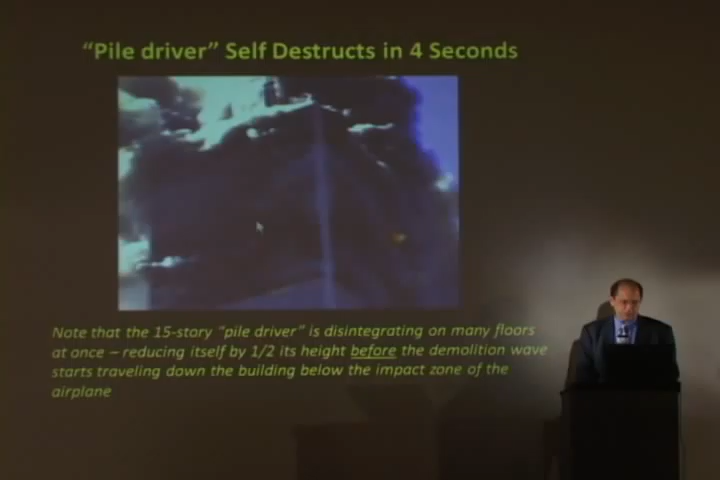 “Pile driver” Self Destructs in 4 Seconds
Note that the 15-story “pile driver” is disintegrating on many floors
at once – reducing itself by 1/2 its height before the demolition wave
starts traveling down the building below the impact zone of the
airplane